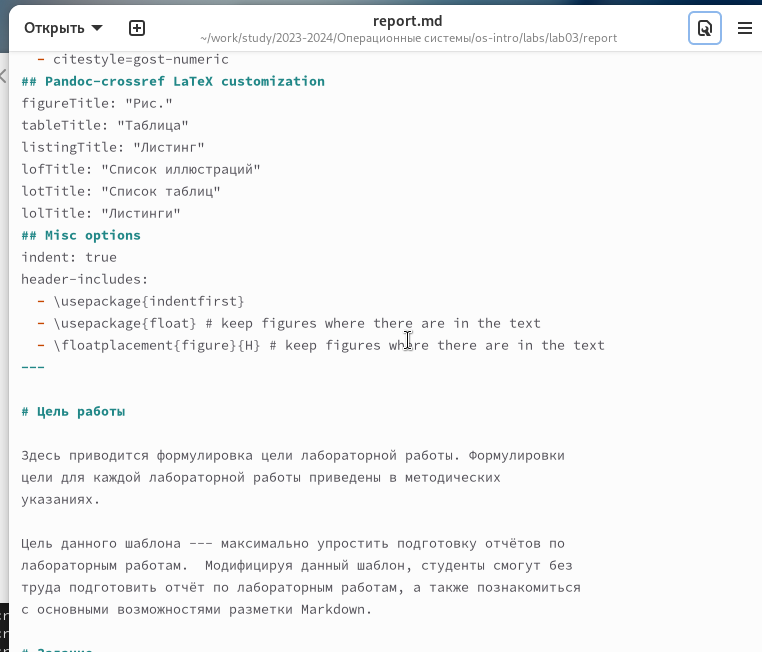 Открыть
report.md
~/work/study/2023-2024/Операционные системы/os-intro/labs/lab03/report
- citestyle=gost-numeric
## Pandoc-crossref LaTeX customization
figureTitle: "Рис."
tableTitle: "Таблица"
listingTitle: "Листинг"
lofTitle: "Список иллюстраций"
lotTitle: "Список таблиц"
lolTitle: "Листинги"
## Misc options
indent: true
header-includes:
- \usepackage{indentfirst}
- \usepackage{float} # keep figures where there are in the text
- \floatplacement{figure}{H} # keep figures where there are in the text
---
# Цель работы
Здесь приводится формулировка цели лабораторной работы. Формулировки
цели для каждой лабораторной работы приведены в методических
указаниях.
Цель данного шаблона --- максимально упростить подготовку отчётов по
лабораторным работам.  Модифицируя данный шаблон, студенты смогут без
труда подготовить отчёт по лабораторным работам, а также познакомиться
с основными возможностями разметки Markdown.
# Задание